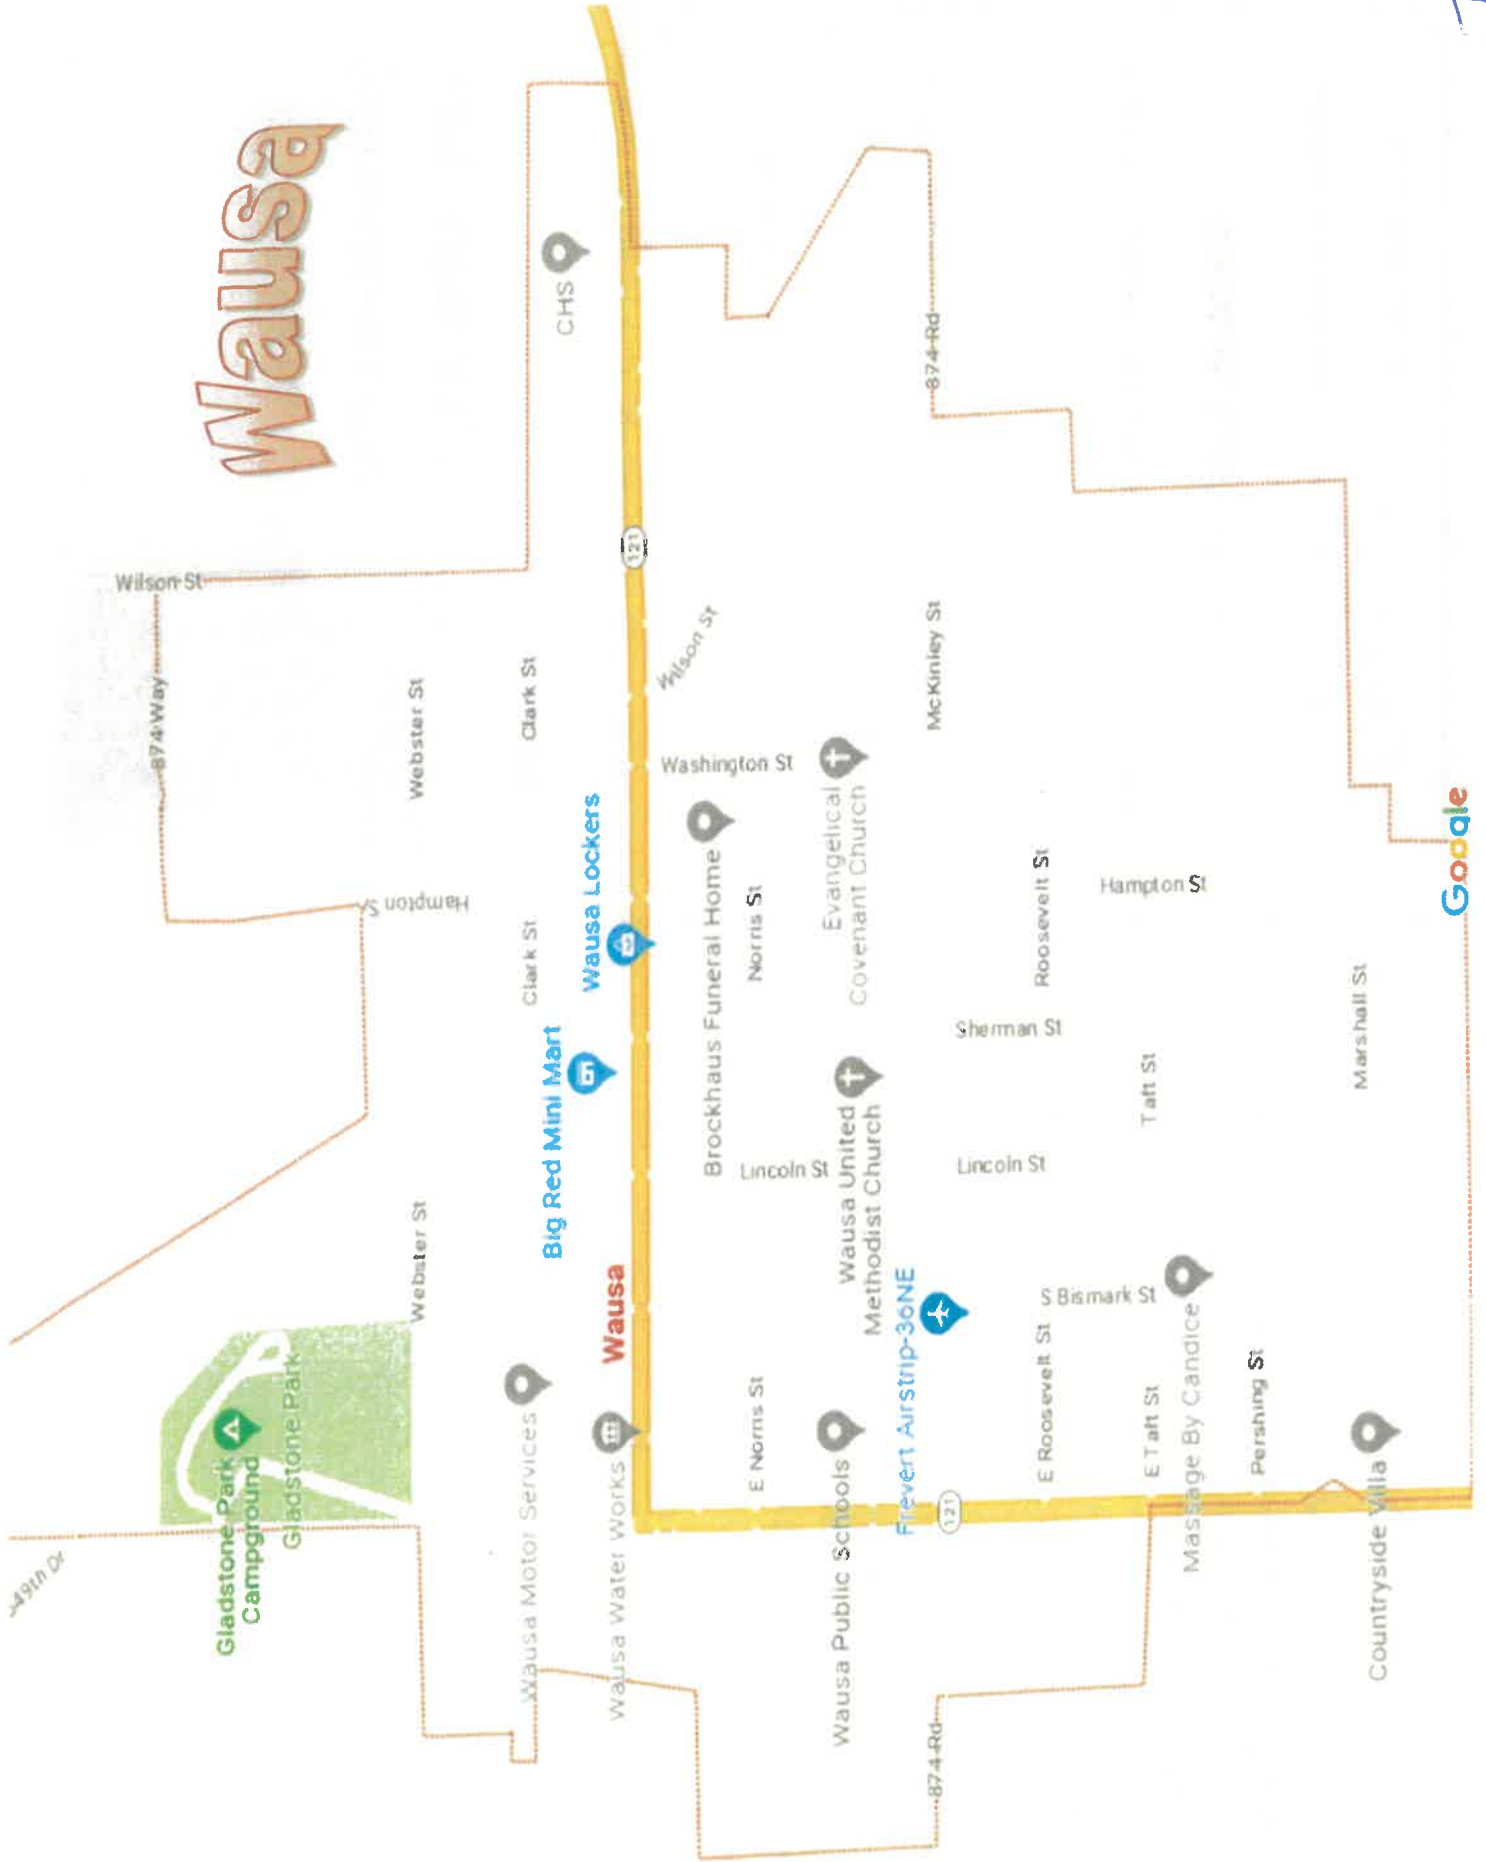 Wausa
349th Dr
Gladstone Park
Campground
Gladstone Park
874 Way
Wilson St
Webster St
Webster St
Hampton S
Clark St
Clark St
Wausa Motor Services
Big Red Mini Mart
Wausa Lockers
CHS
Wausa Water Works
Wausa
121
Wilson St
Washington St
Brockhaus Funeral Home
E Norris St
Norris St
Lincoln St
Evangelical
Covenant Church
Wausa United
Methodist Church
Wausa Public Schools
Frevert Airstrip-36NE
121
874 Rd
McKinley St
874 Rd
Lincoln St
Sherman St
E Roosevelt St
Roosevelt St
S Bismark St
Hampton St
E Taft St
Taft St
Massage By Candice
Pershing St
Marshall St
Countryside Villa
Google